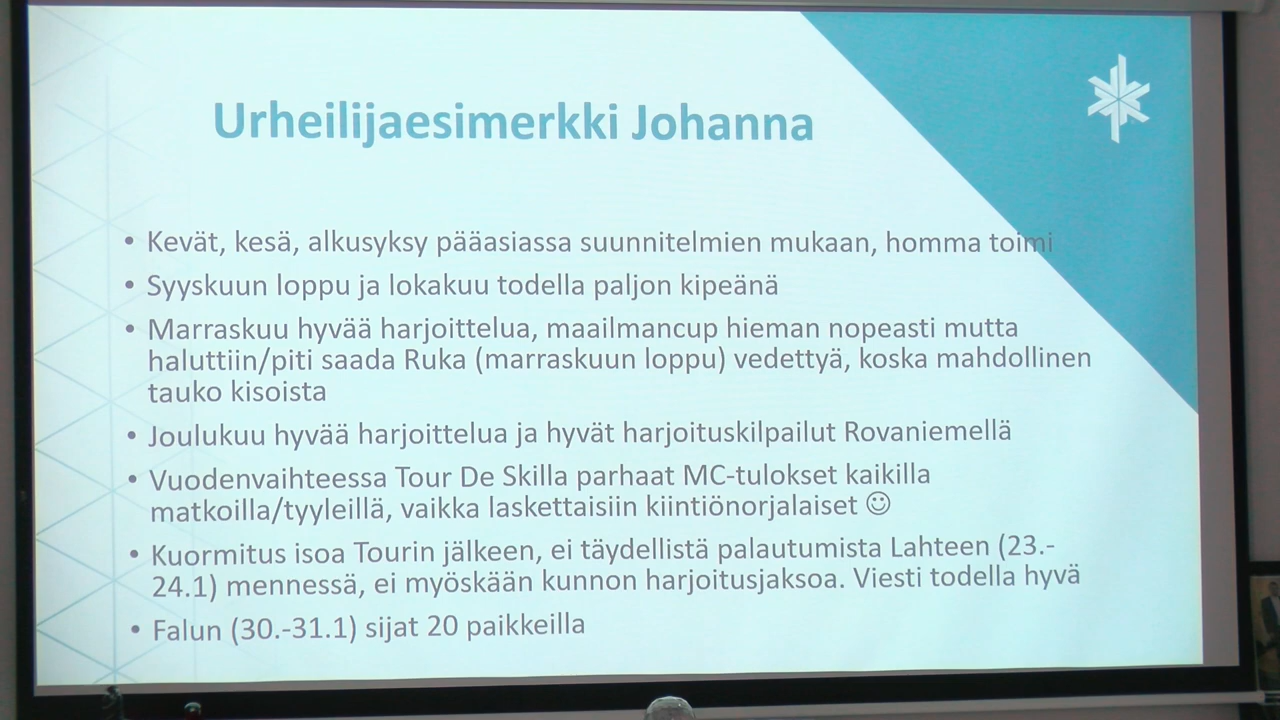 Urheilijaesimerkki Johanna
• Kevät, kesä, alkusyksy pääasiassa suunnitelmien mukaan, homma toimi
• Syyskuun loppu ja lokakuu todella paljon kipeänä
• Marraskuu hyvää harjoittelua, maailmancup hieman nopeasti mutta
haluttiin/piti saada Ruka (marraskuun loppu) vedettyä, koska mahdollinen
tauko kisoista
• Joulukuu hyvää harjoittelua ja hyvät harjoituskilpailut Rovaniemellä
• Vuodenvaihteessa Tour De Skilla parhaat MC-tulokset kaikilla
matkoilla/tyyleillä, vaikka laskettaisiin kiintiönorjalaiset ☺
• Kuormitus isoa Tourin jälkeen, ei täydellistä palautumista Lahteen (23.-
24.1) mennessä, ei myöskään kunnon harjoitusjaksoa. Viesti todella hyvä
• Falun (30.-31.1) sijat 20 paikkeilla